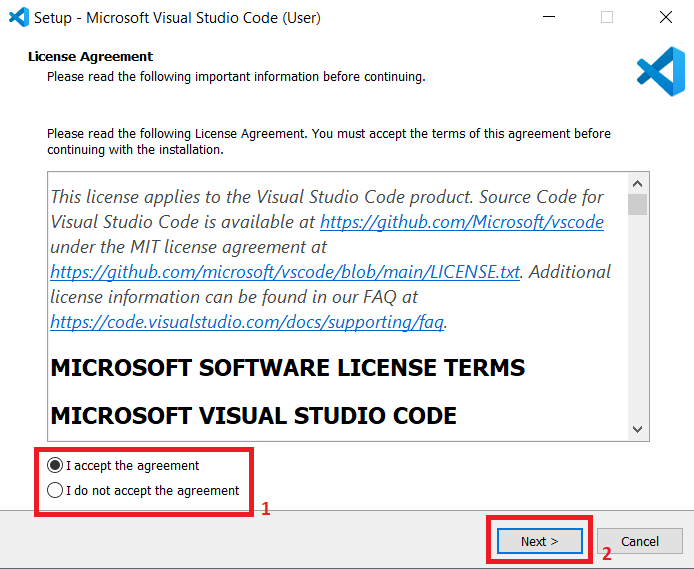 Setup - Microsoft Visual Studio Code (User)
License Agreement
Please read the following important information before continuing.
Please read the following License Agreement. You must accept the terms of this agreement before
continuing with the installation.
This license applies to the Visual Studio Code product. Source Code for
Visual Studio Code is available at https://github.com/Microsoft/vscode
under the MIT license agreement at
https://github.com/microsoft/vscode/blob/main/LICENSE.txt. Additional
license information can be found in our FAQ at
https://code.visualstudio.com/docs/supporting/faq.
MICROSOFT SOFTWARE LICENSE TERMS
MICROSOFT VISUAL STUDIO CODE
I accept the agreement
I do not accept the agreement
1
Next >
2
Cancel